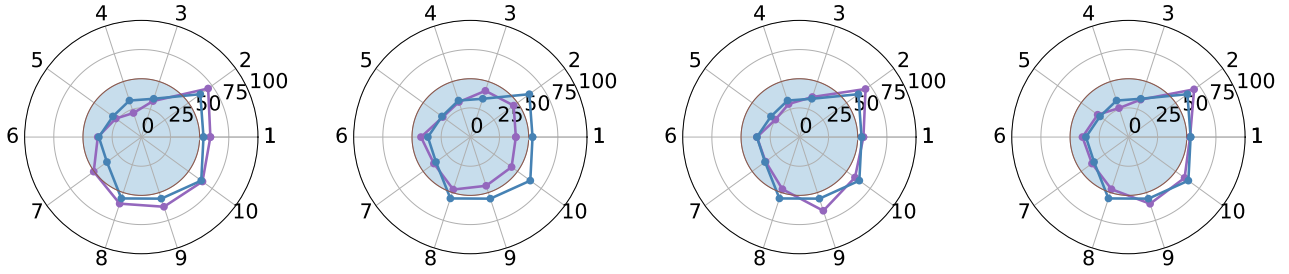 4 3 4 3 4 3 4 3
5 2 5 2 5 2 5 2
100 100 100 100
75 75 75 75
50 50 50 50
25 25 25 25
0 0 0 0
6 1 6 1 6 1 6 1
7 10 7 10 7 10 7 10
8 9 8 9 8 9 8 9